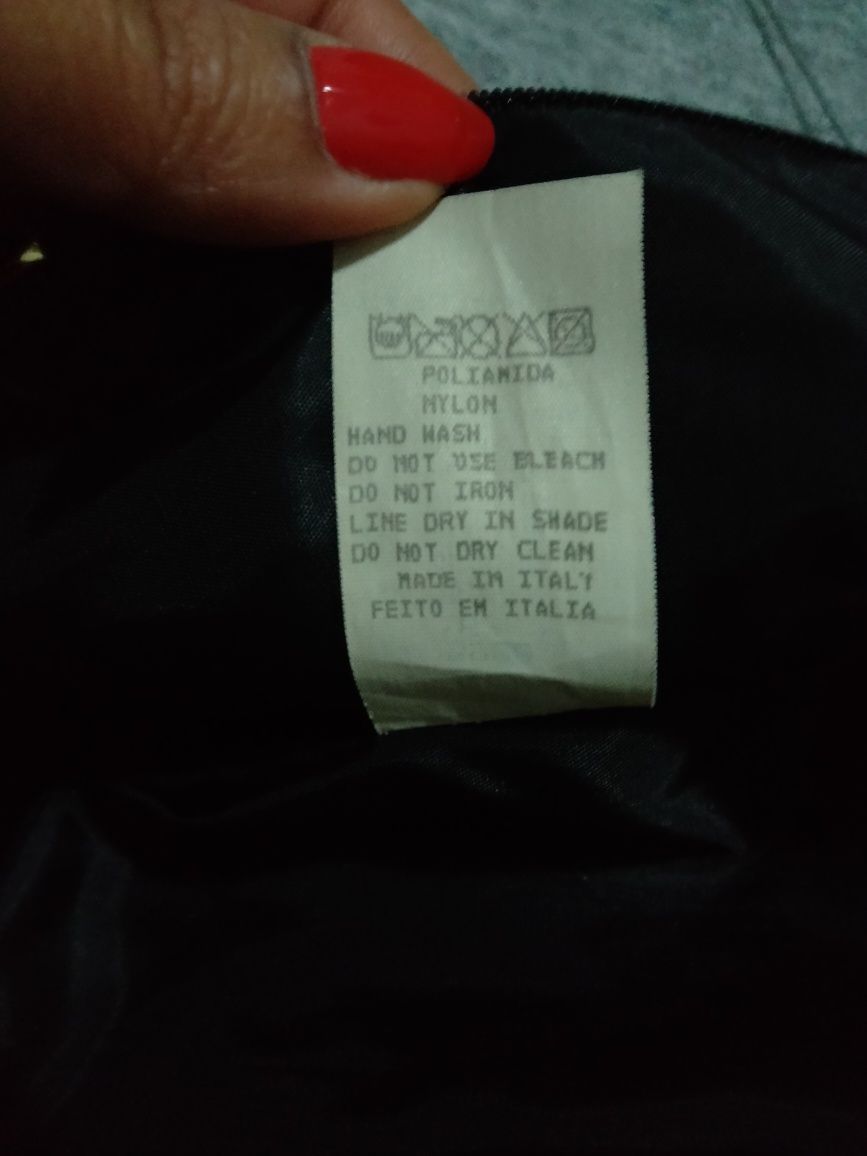 POLIAMIDA
NYLON
HAND WASH
DO NOT USE BLEACH
DO NOT IRON
LINE DRY IN SHADE
DO NOT DRY CLEAN
MADE IN ITALY
FEITO EM ITALIA